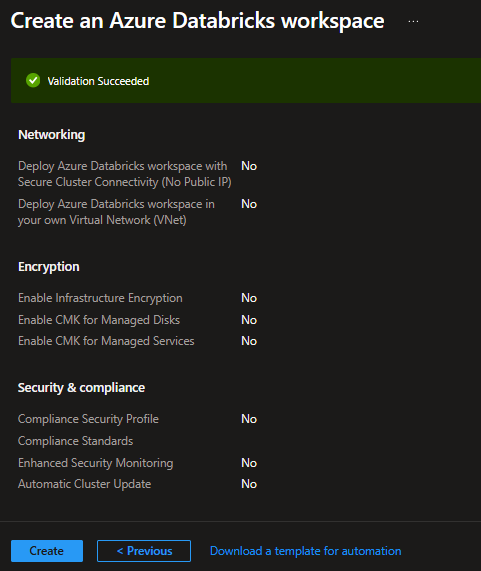 Create an Azure Databricks workspace ...
Validation Succeeded
Networking
Deploy Azure Databricks workspace with No
Secure Cluster Connectivity (No Public IP)
Deploy Azure Databricks workspace in No
your own Virtual Network (VNet)
Encryption
Enable Infrastructure Encryption No
Enable CMK for Managed Disks No
Enable CMK for Managed Services No
Security & compliance
Compliance Security Profile No
Compliance Standards
Enhanced Security Monitoring No
Automatic Cluster Update No
Create < Previous Download a template for automation